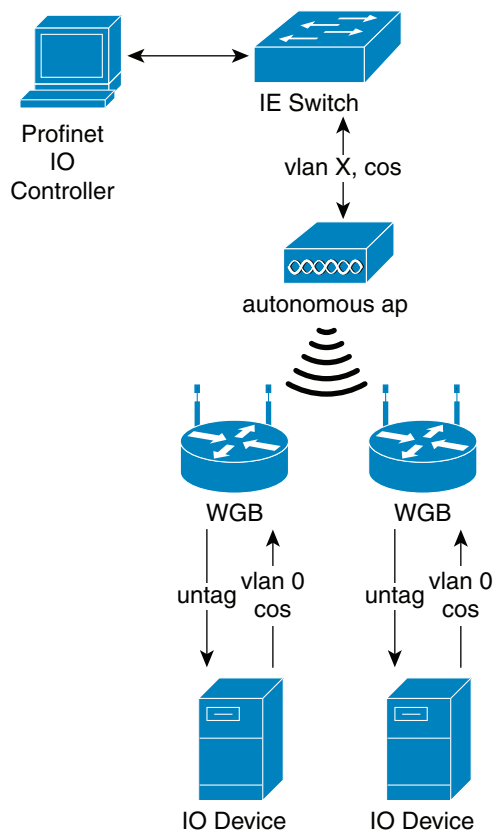 IE Switch
Profinet
IO
Controller
vlan X, cos
autonomous ap
WGB
WGB
untag
vlan 0
cos
untag
vlan 0
cos
IO Device
IO Device